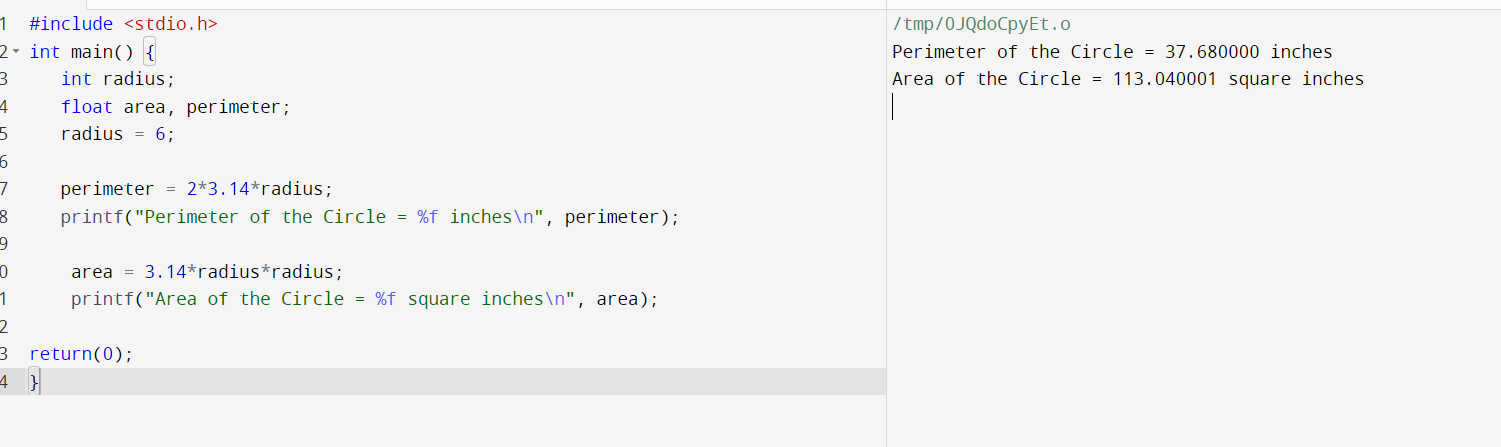 1 #include <stdio.h>
2 int main() {
3 int radius;
4 float area, perimeter;
5 radius = 6;
6
7 perimeter = 2*3.14*radius;
8 printf("Perimeter of the Circle = %f inches\n", perimeter);
9
0 area = 3.14*radius*radius;
1 printf("Area of the Circle = %f square inches\n", area);
2
3 return(0);
4 }
/tmp/OJQdoCpyEt.o
Perimeter of the Circle = 37.680000 inches
Area of the Circle = 113.040001 square inches